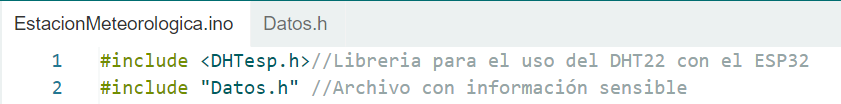 EstacionMeteorologica.ino Datos.h
1 #include <DHTesp.h>//Libreria para el uso del DHT22 con el ESP32
2 #include "Datos.h" //Archivo con información sensible